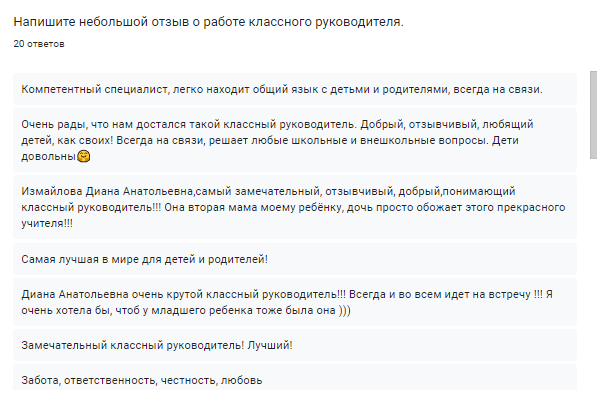 Напишите небольшой отзыв о работе классного руководителя.
20 ответов
Компетентный специалист, легко находит общий язык с детьми и родителями, всегда на связи.
Очень рады, что нам достался такой классный руководитель. Добрый, отзывчивый, любящий
детей, как своих! Всегда на связи, решает любые школьные и внешкольные вопросы. Дети
довольны🤗
Измайлова Диана Анатольевна,самый замечательный, отзывчивый, добрый,понимающий
классный руководитель!!! Она вторая мама моему ребёнку, дочь просто обожает этого прекрасного
учителя!!!
Самая лучшая в мире для детей и родителей!
Диана Анатольевна очень крутой классный руководитель!!! Всегда и во всем идет на встречу !!! Я
очень хотела бы, чтоб у младшего ребенка тоже была она )))
Замечательный классный руководитель! Лучший!
Забота, ответственность, честность, любовь